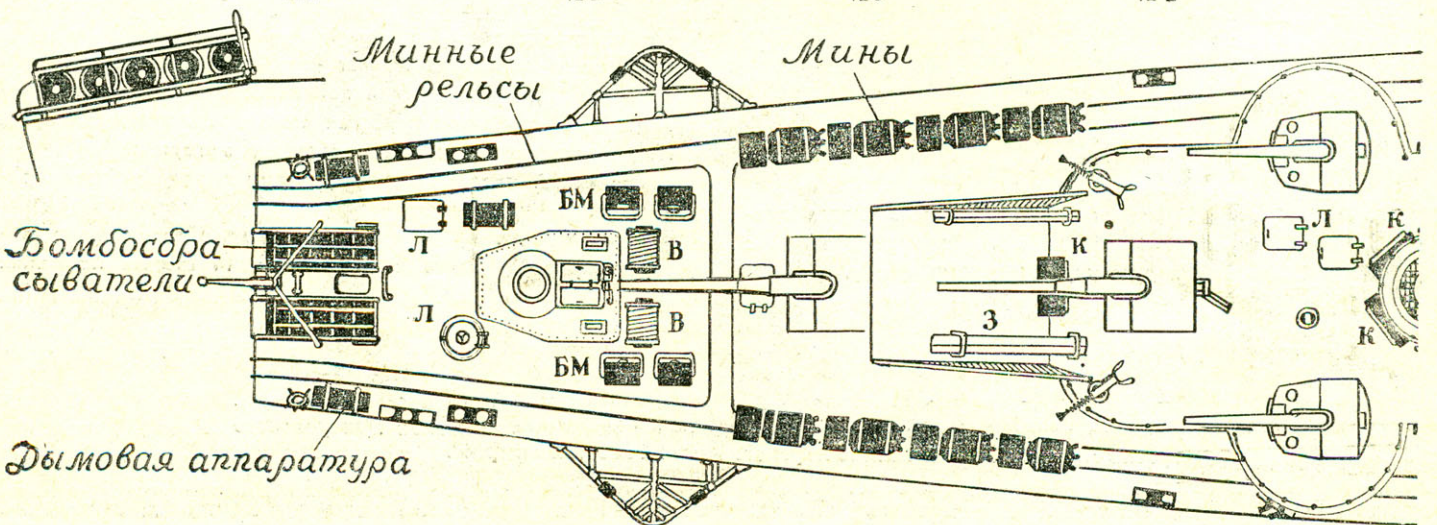 Минные
рельсы
Мины
БМ
Л
К
Л
К
Бомбосбра
сыватели
В
Л
В
З
К
БМ
Дымовая аппаратура